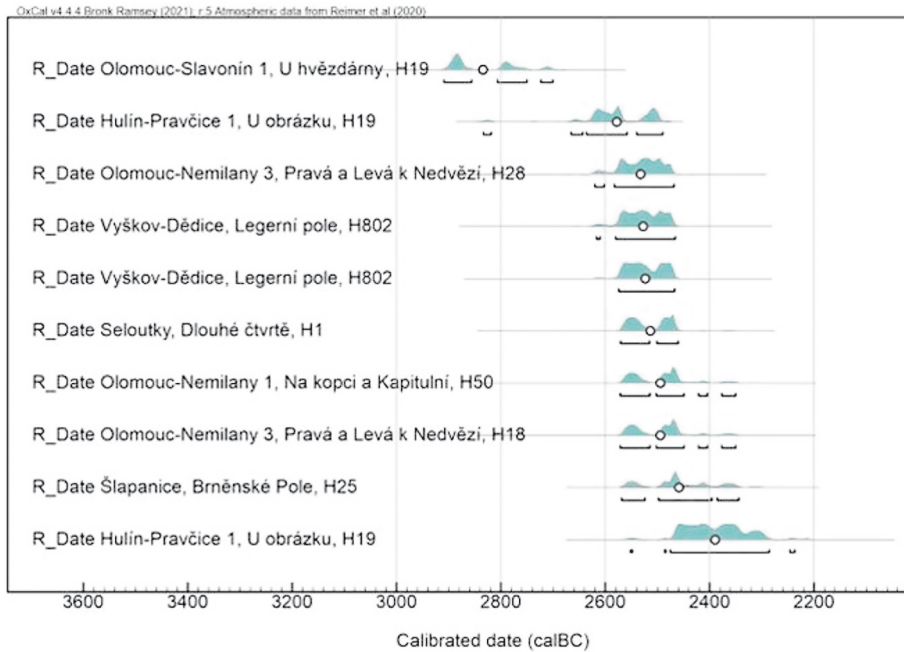 OxCal v4.4.4 Bronk Ramsey (2021); r:5 Atmospheric data from Reimer et al (2020)
R_Date Olomouc-Slavonín 1, U hvězdárny, H19
R_Date Hulín-Pravčice 1, U obrázku, H19
R_Date Olomouc-Nemilany 3, Pravá a Levá k Nedvězí, H28
R_Date Vyškov-Dědice, Legerní pole, H802
R_Date Vyškov-Dědice, Legerní pole, H802
R_Date Seloutky, Dlouhé čtvrtě, H1
R_Date Olomouc-Nemilany 1, Na kopci a Kapitulní, H50
R_Date Olomouc-Nemilany 3, Pravá a Levá k Nedvězí, H18
R_Date Šlapanice, Brněnské Pole, H25
R_Date Hulín-Pravčice 1, U obrázku, H19
3600 3400 3200 3000 2800 2600 2400 2200
Calibrated date (calBC)